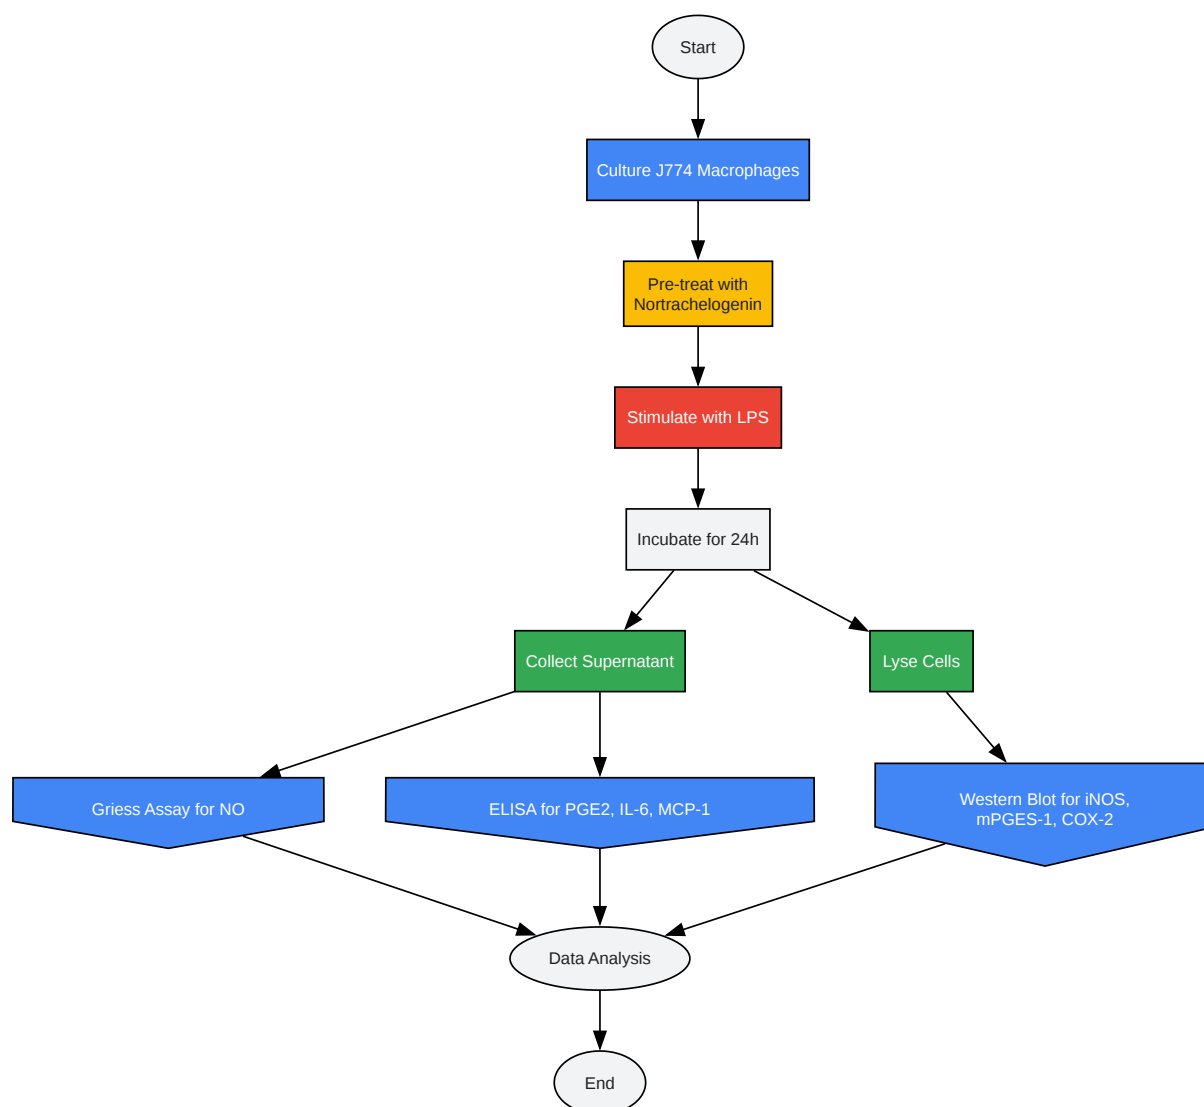 Start
Culture J774 Macrophages
Pre-treat with
Nortrachelogenin
Stimulate with LPS
Incubate for 24h
Collect Supernatant
Lyse Cells
Griess Assay for NO
ELISA for PGE2, IL-6, MCP-1
Western Blot for iNOS,
mPGES-1, COX-2
Data Analysis
End